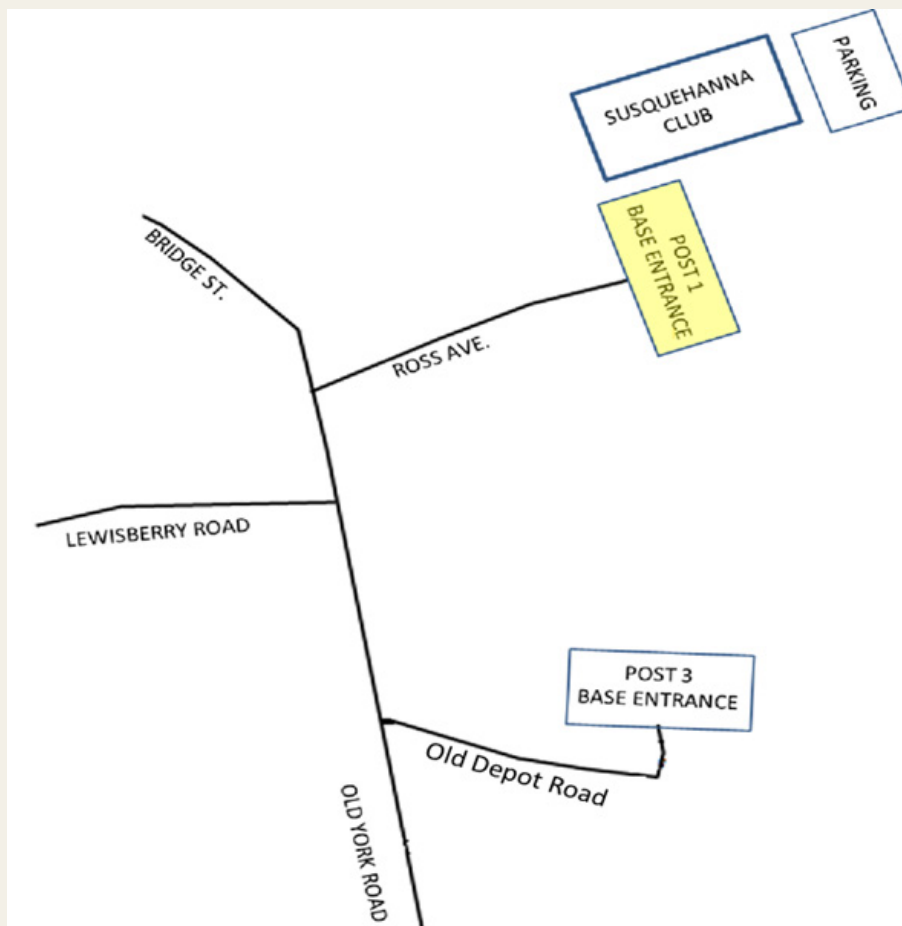 SUSQUEHANNA
CLUB
PARKING
POST 1
BASE ENTRANCE
BRIDGE ST.
ROSS AVE.
LEWISBERRY ROAD
POST 3
BASE ENTRANCE
Old Depot Road
OLD YORK ROAD